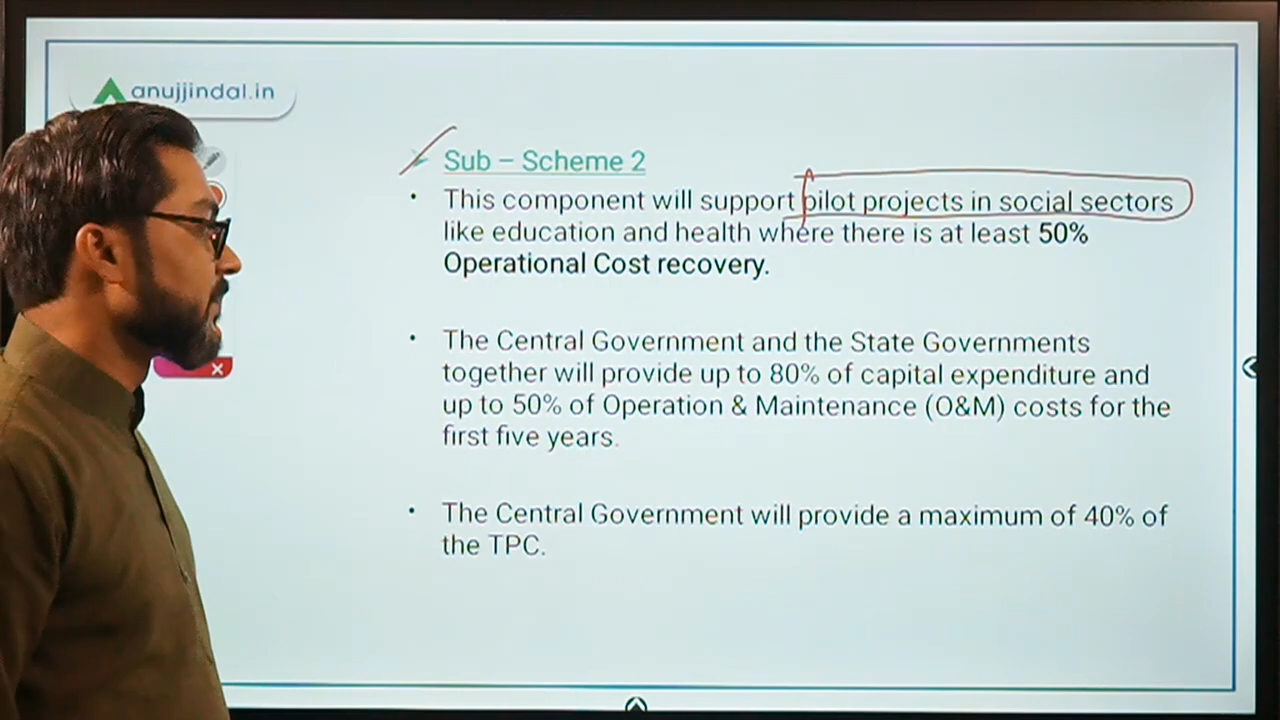 anujjindal.in
Sub – Scheme 2
• This component will support pilot projects in social sectors
like education and health where there is at least 50%
Operational Cost recovery.
• The Central Government and the State Governments
together will provide up to 80% of capital expenditure and
up to 50% of Operation & Maintenance (O&M) costs for the
first five years.
• The Central Government will provide a maximum of 40% of
the TPC.